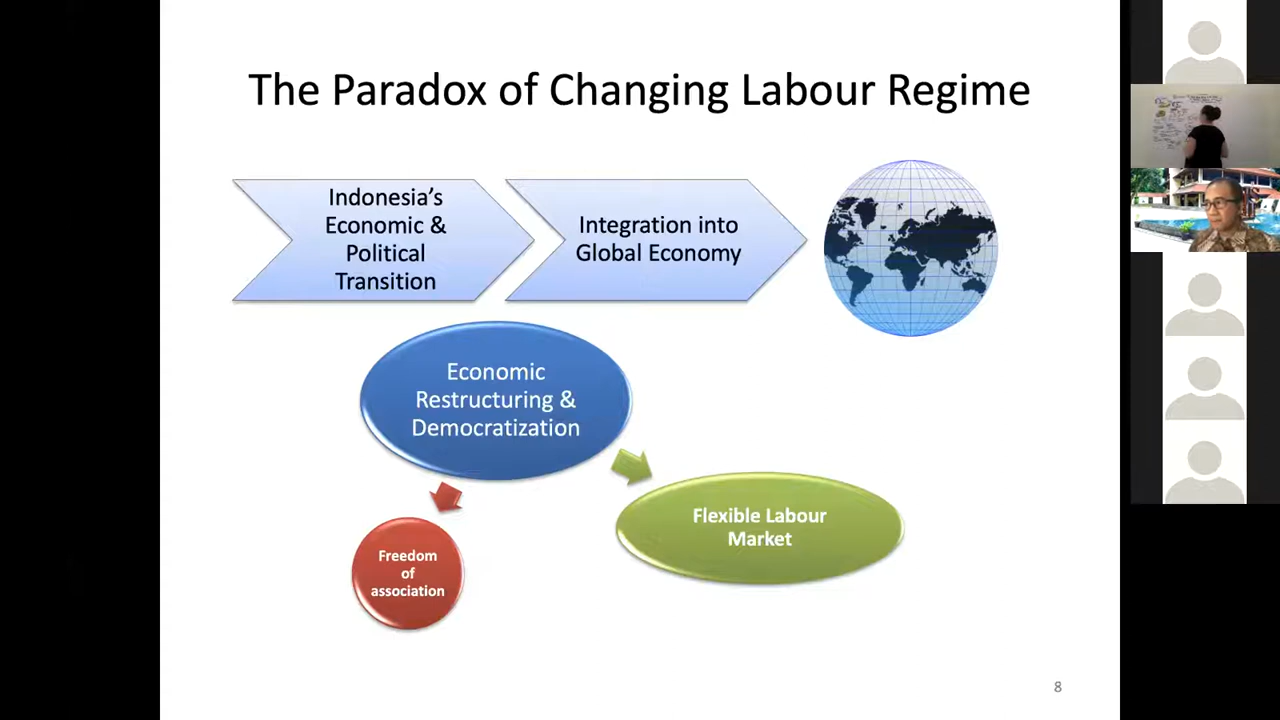 The Paradox of Changing Labour Regime
Indonesia’s
Economic &
Political
Transition
Integration into
Global Economy
Economic
Restructuring &
Democratization
Flexible Labour
Market
Freedom
of
association
8